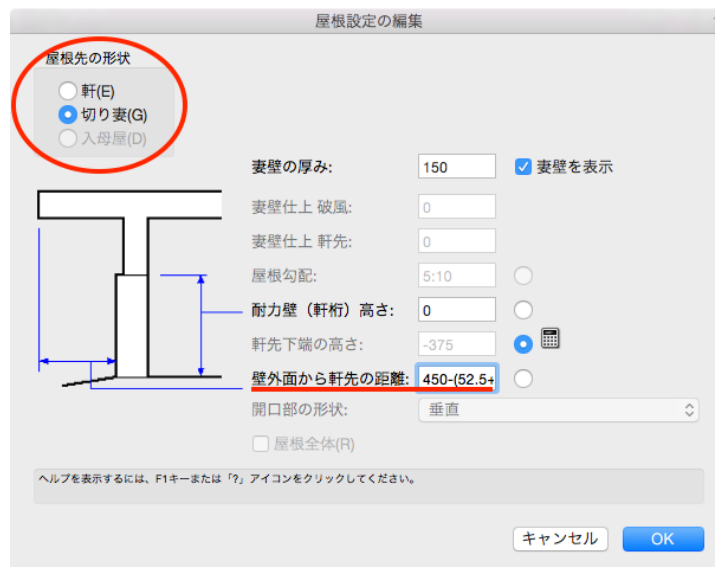 屋根設定の編集
屋根先の形状
軒(E)
切り妻(G)
入母屋(D)
妻壁の厚み: 150 妻壁を表示
妻壁仕上 破風: 0
妻壁仕上 軒先: 0
屋根勾配: 5:10
耐力壁（軒桁）高さ: 0
軒先下端の高さ: -375
壁外面から軒先の距離: 450-(52.5+
開口部の形状: 垂直
屋根全体(R)
ヘルプを表示するには、F1キーまたは「?」アイコンをクリックしてください。
キャンセル OK